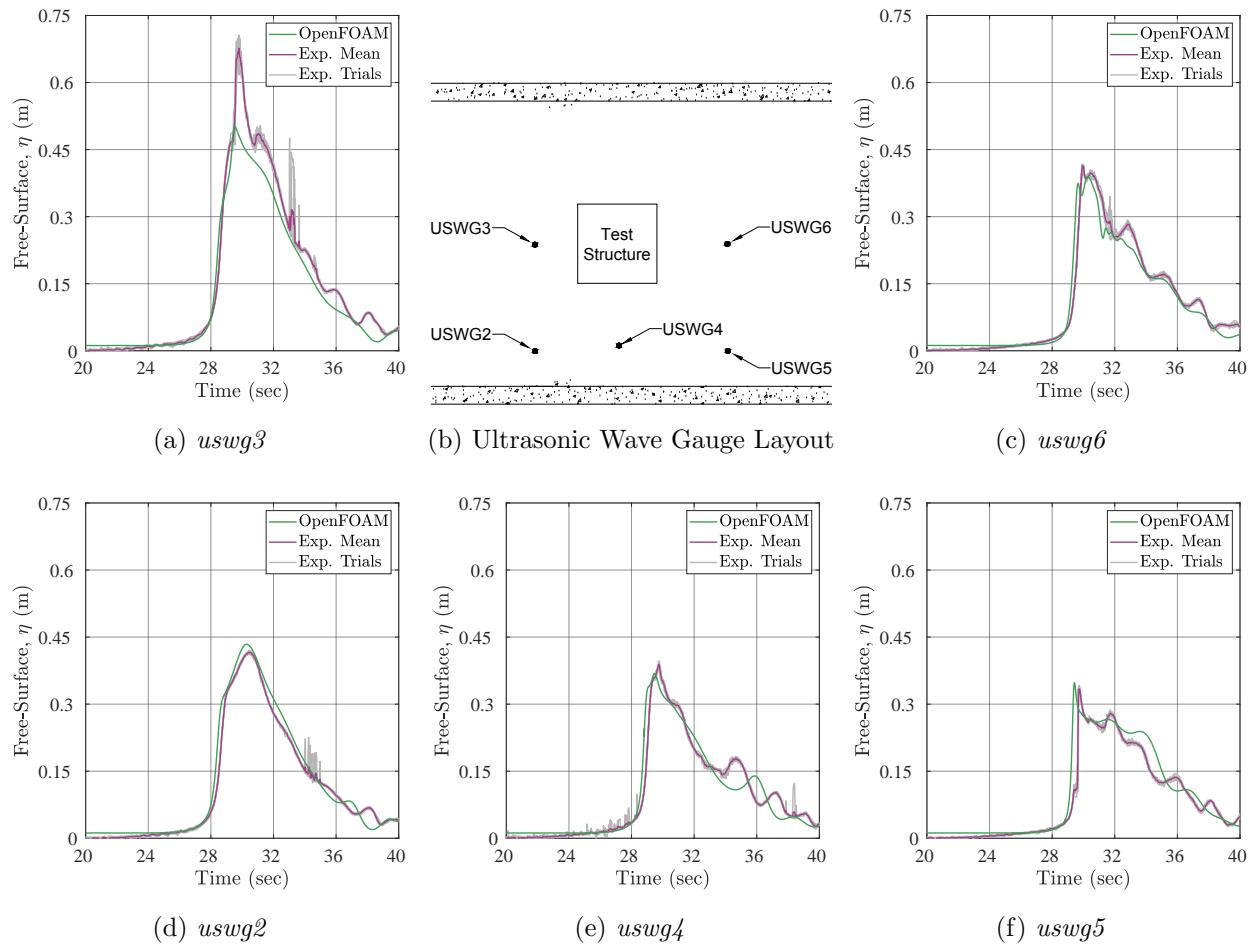 0.75
0.6
0.45
0.3
0.15
0
20 24 28 32 36 40
Free-Surface, η (m)
Time (sec)
OpenFOAM
Exp. Mean
Exp. Trials
(a) uswg3
USWG3
Test
Structure
USWG6
USWG2
USWG4
USWG5
(b) Ultrasonic Wave Gauge Layout
0.75
0.6
0.45
0.3
0.15
0
20 24 28 32 36 40
Free-Surface, η (m)
Time (sec)
OpenFOAM
Exp. Mean
Exp. Trials
(c) uswg6
0.75
0.6
0.45
0.3
0.15
0
20 24 28 32 36 40
Free-Surface, η (m)
Time (sec)
OpenFOAM
Exp. Mean
Exp. Trials
(d) uswg2
0.75
0.6
0.45
0.3
0.15
0
20 24 28 32 36 40
Free-Surface, η (m)
Time (sec)
OpenFOAM
Exp. Mean
Exp. Trials
(e) uswg4
0.75
0.6
0.45
0.3
0.15
0
20 24 28 32 36 40
Free-Surface, η (m)
Time (sec)
OpenFOAM
Exp. Mean
Exp. Trials
(f) uswg5